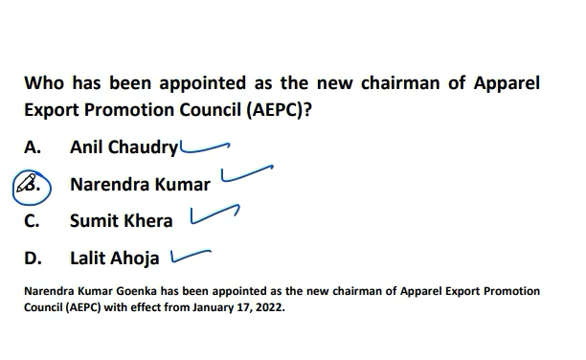 Who has been appointed as the new chairman of Apparel
Export Promotion Council (AEPC)?
A. Anil Chaudry
B. Narendra Kumar
C. Sumit Khera
D. Lalit Ahoja
Narendra Kumar Goenka has been appointed as the new chairman of Apparel Export Promotion
Council (AEPC) with effect from January 17, 2022.